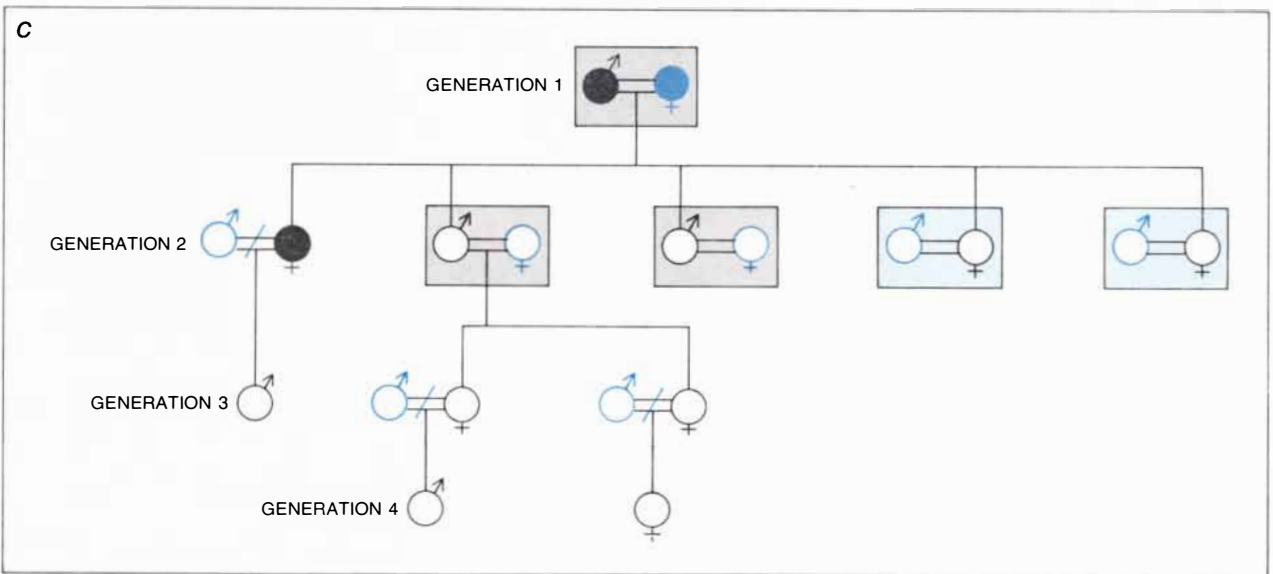 C
GENERATION 1
GENERATION 2
GENERATION 3
GENERATION 4